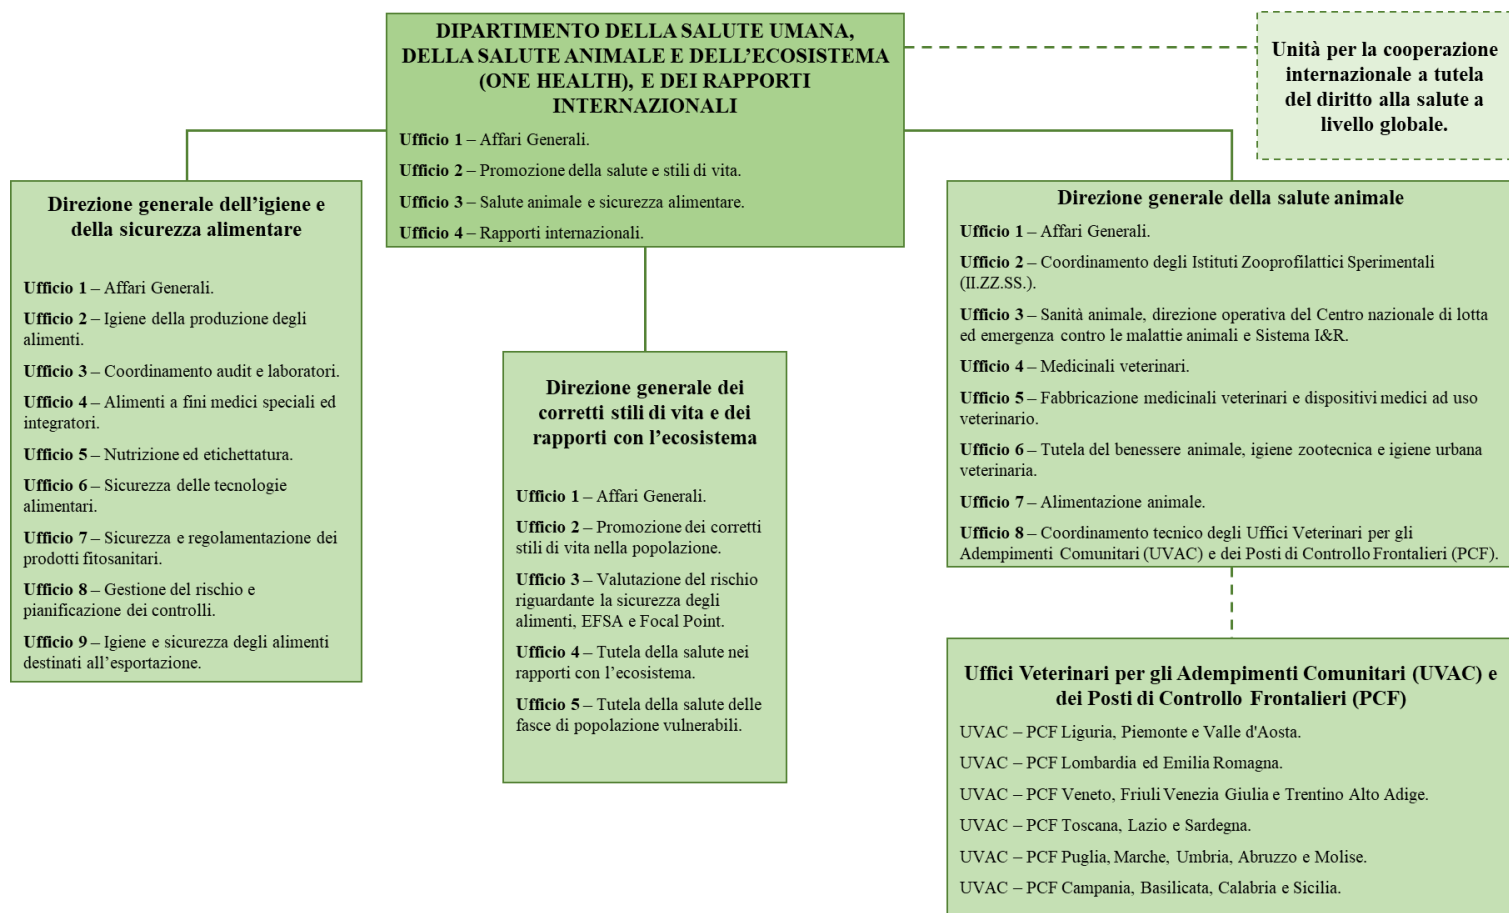 DIPARTIMENTO DELLA SALUTE UMANA,
DELLA SALUTE ANIMALE E DELL'ECOSISTEMA
(ONE HEALTH), E DEI RAPPORTI
INTERNAZIONALI
Ufficio 1 – Affari Generali.
Ufficio 2 – Promozione della salute e stili di vita.
Ufficio 3 – Salute animale e sicurezza alimentare.
Ufficio 4 – Rapporti internazionali.
Unità per la cooperazione
internazionale a tutela
del diritto alla salute a
livello globale.
Direzione generale dell'igiene e
della sicurezza alimentare
Ufficio 1 – Affari Generali.
Ufficio 2 – Igiene della produzione degli
alimenti.
Ufficio 3 – Coordinamento audit e laboratori.
Ufficio 4 – Alimenti a fini medici speciali ed
integratori.
Ufficio 5 – Nutrizione ed etichettatura.
Ufficio 6 – Sicurezza delle tecnologie
alimentari.
Ufficio 7 – Sicurezza e regolamentazione dei
prodotti fitosanitari.
Ufficio 8 – Gestione del rischio e
pianificazione dei controlli.
Ufficio 9 – Igiene e sicurezza degli alimenti
destinati all'esportazione.
Direzione generale dei
corretti stili di vita e dei
rapporti con l'ecosistema
Ufficio 1 – Affari Generali.
Ufficio 2 – Promozione dei corretti
stili di vita nella popolazione.
Ufficio 3 – Valutazione del rischio
riguardante la sicurezza degli
alimenti, EFSA e Focal Point.
Ufficio 4 – Tutela della salute nei
rapporti con l'ecosistema.
Ufficio 5 – Tutela della salute delle
fasce di popolazione vulnerabili.
Direzione generale della salute animale
Ufficio 1 – Affari Generali.
Ufficio 2 – Coordinamento degli Istituti Zooprofilattici Sperimentali
(II.ZZ.SS.).
Ufficio 3 – Sanità animale, direzione operativa del Centro nazionale di lotta
ed emergenza contro le malattie animali e Sistema I&R.
Ufficio 4 – Medicinali veterinari.
Ufficio 5 – Fabbricazione medicinali veterinari e dispositivi medici ad uso
veterinario.
Ufficio 6 – Tutela del benessere animale, igiene zootecnica e igiene urbana
veterinaria.
Ufficio 7 – Alimentazione animale.
Ufficio 8 – Coordinamento tecnico degli Uffici Veterinari per gli
Adempimenti Comunitari (UVAC) e dei Posti di Controllo Frontalieri (PCF).
Uffici Veterinari per gli Adempimenti Comunitari (UVAC) e
dei Posti di Controllo Frontalieri (PCF)
UVAC – PCF Liguria, Piemonte e Valle d'Aosta.
UVAC – PCF Lombardia ed Emilia Romagna.
UVAC – PCF Veneto, Friuli Venezia Giulia e Trentino Alto Adige.
UVAC – PCF Toscana, Lazio e Sardegna.
UVAC – PCF Puglia, Marche, Umbria, Abruzzo e Molise.
UVAC – PCF Campania, Basilicata, Calabria e Sicilia.